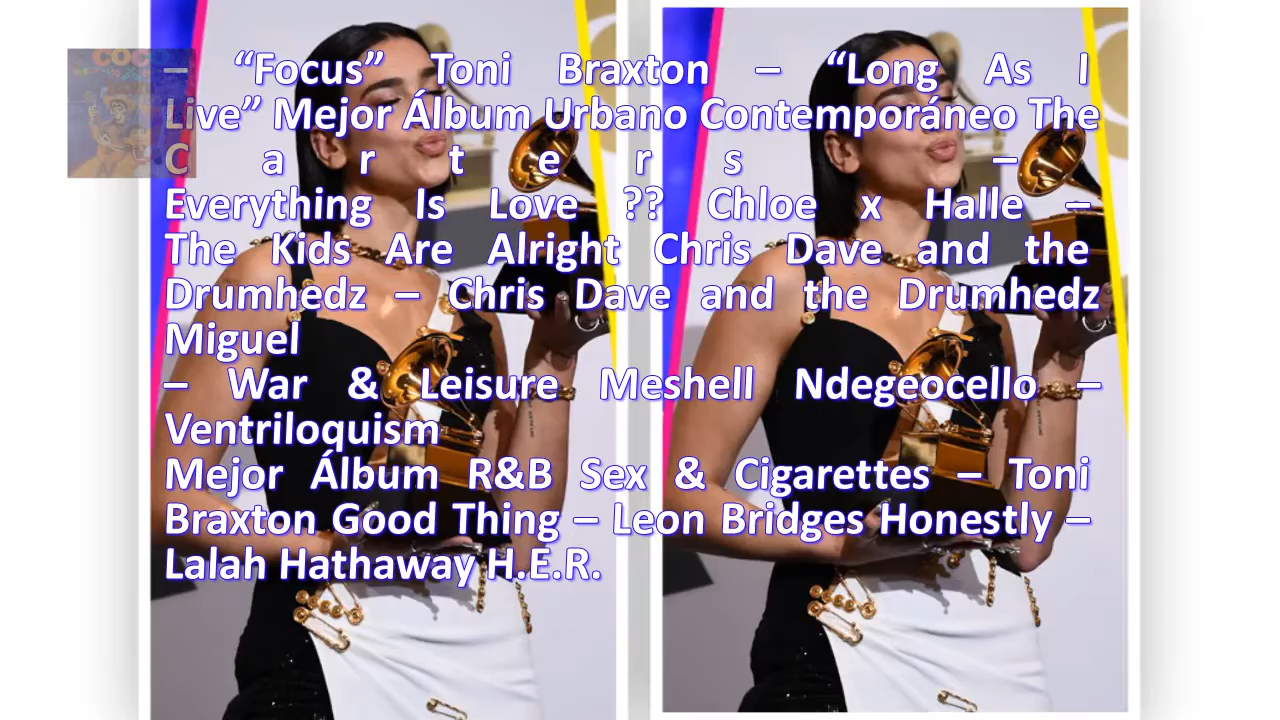 COCO
– “Focus” Toni Braxton – “Long As I
Live” Mejor Álbum Urbano Contemporáneo The
C a r t e r s –
Everything Is Love ?? Chloe x Halle –
The Kids Are Alright Chris Dave and the
Drumhedz – Chris Dave and the Drumhedz
Miguel
– War & Leisure Meshell Ndegeocello –
Ventriloquism
Mejor Álbum R&B Sex & Cigarettes – Toni
Braxton Good Thing – Leon Bridges Honestly –
Lalah Hathaway H.E.R.